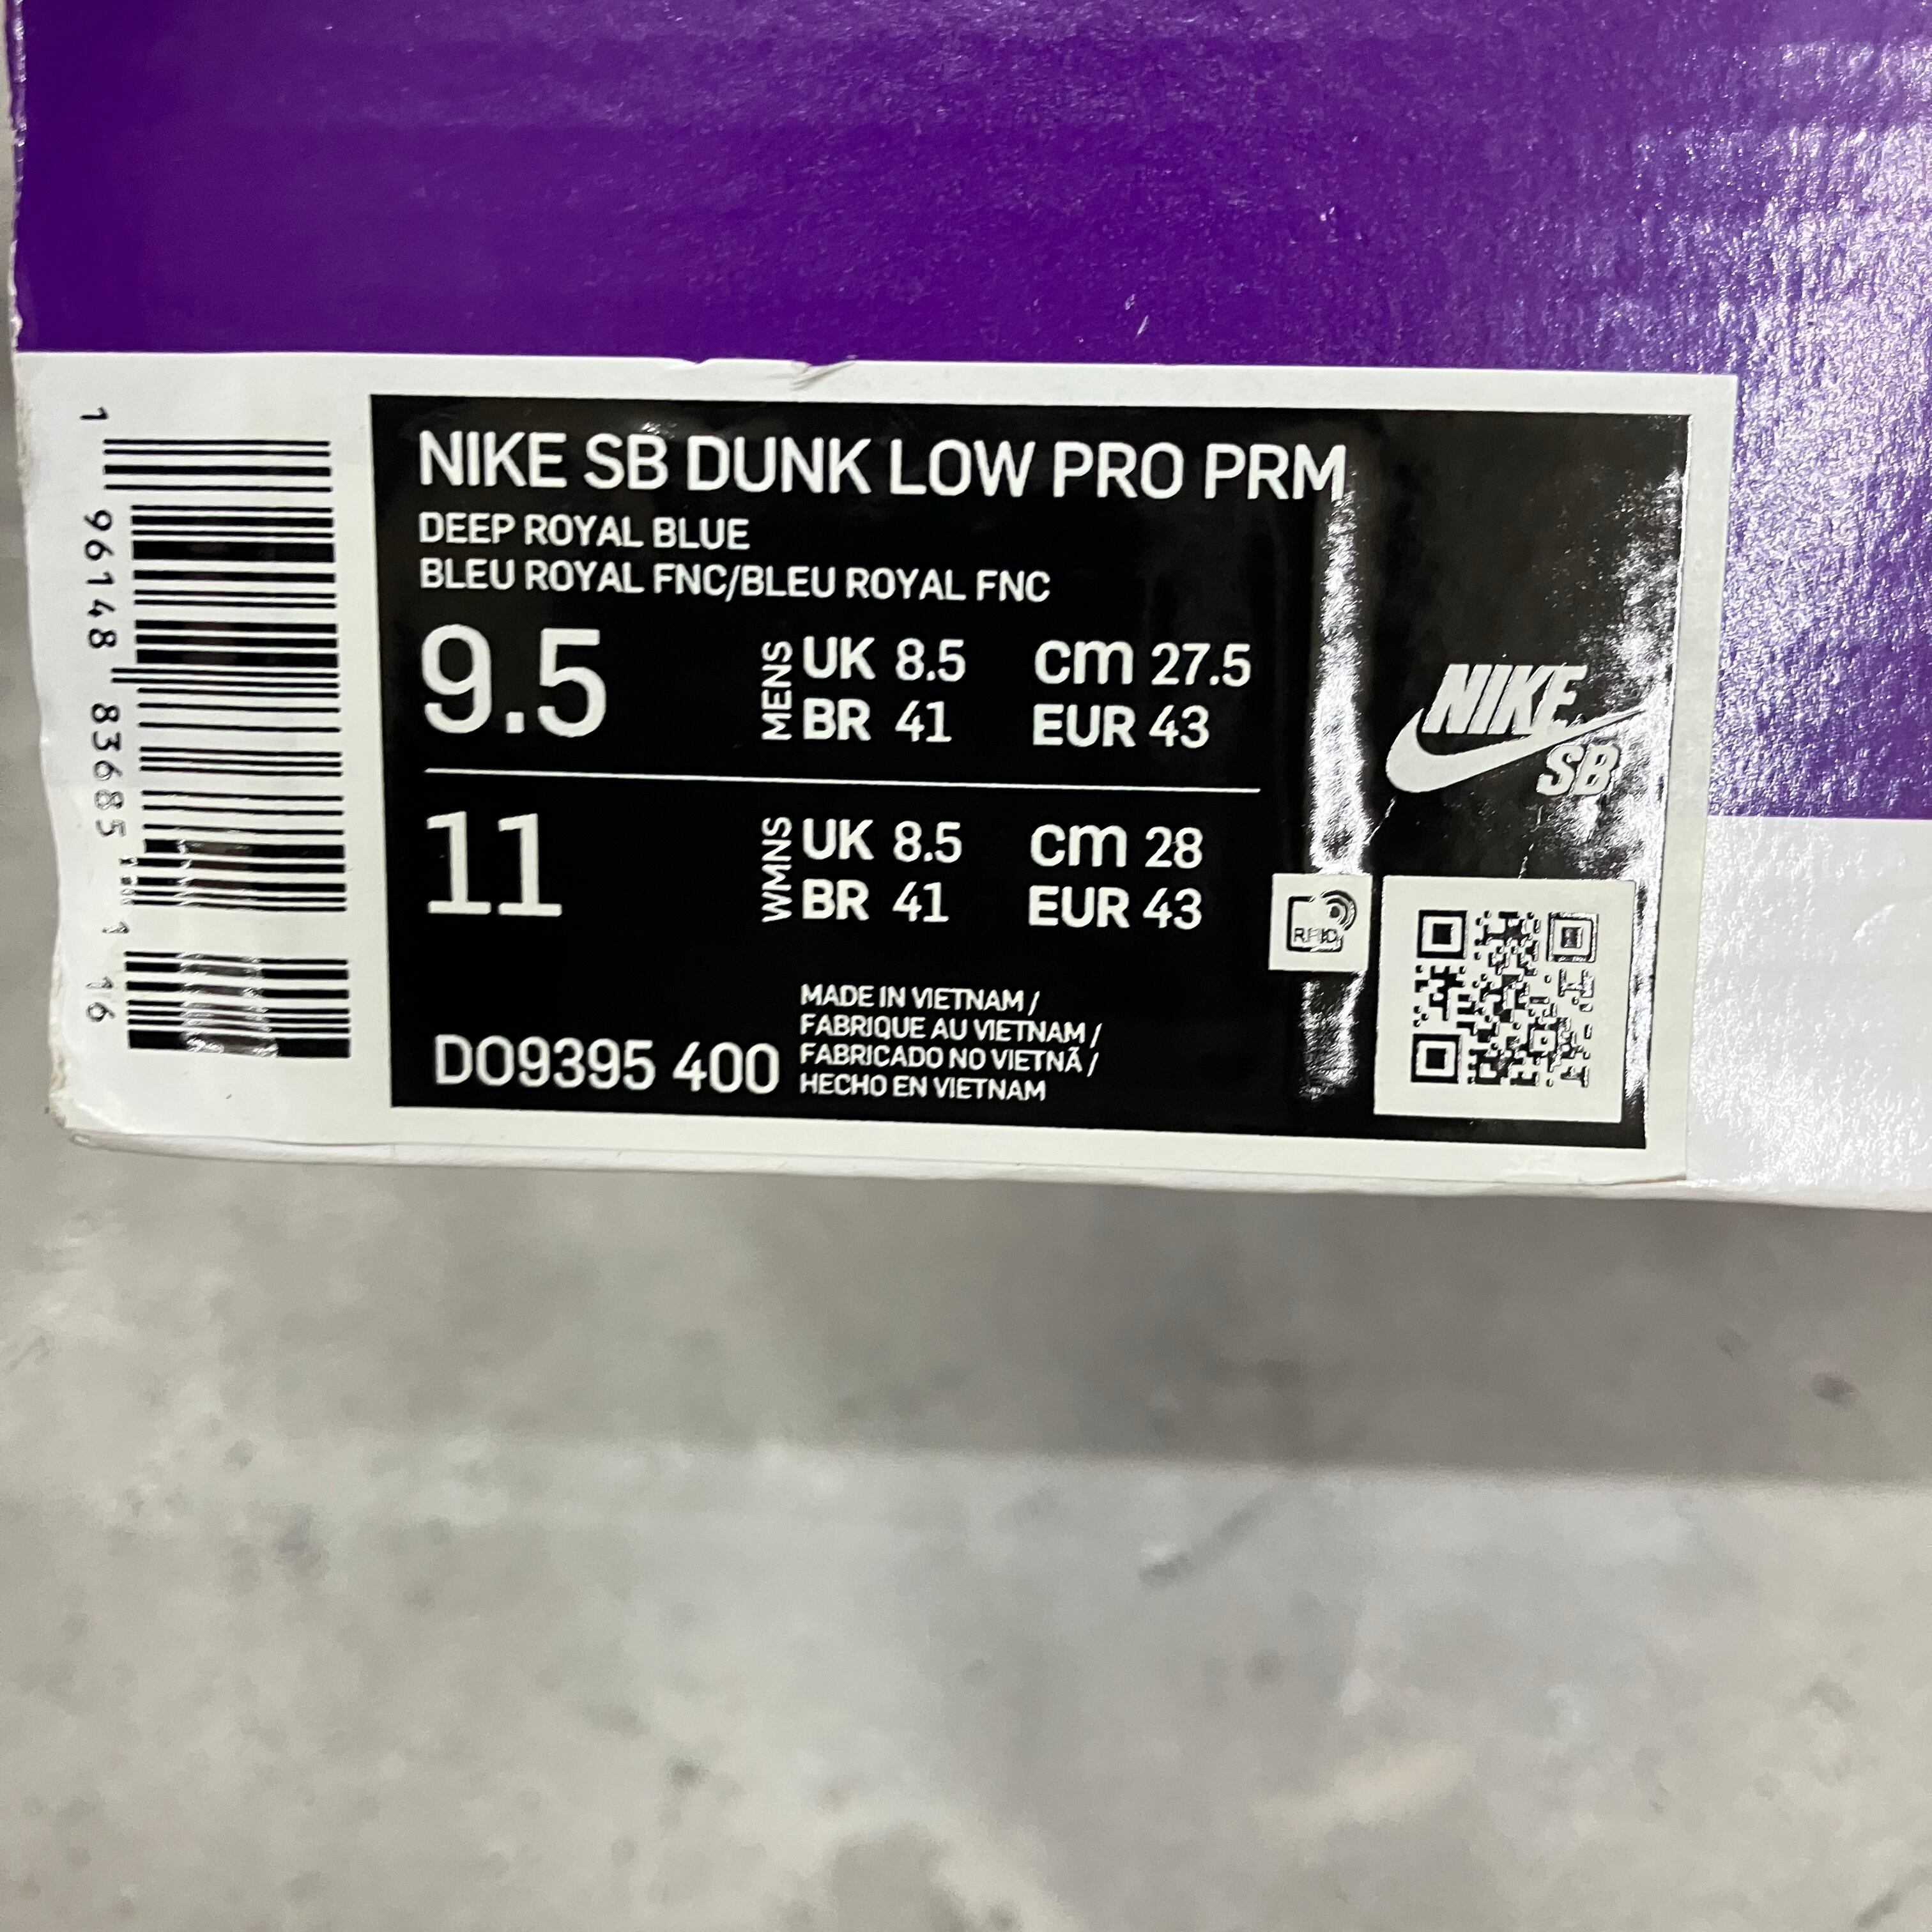 1 96148 83685 1 16
NIKE SB DUNK LOW PRO PRM
DEEP ROYAL BLUE
BLEU ROYAL FNC/BLEU ROYAL FNC
9.5 MENS UK 8.5 cm 27.5
BR 41 EUR 43
11 WMNS UK 8.5 cm 28
BR 41 EUR 43
NIKE
SB
RFID
MADE IN VIETNAM /
FABRIQUE AU VIETNAM /
FABRICADO NO VIETNÃ /
HECHO EN VIETNAM
DO9395 400